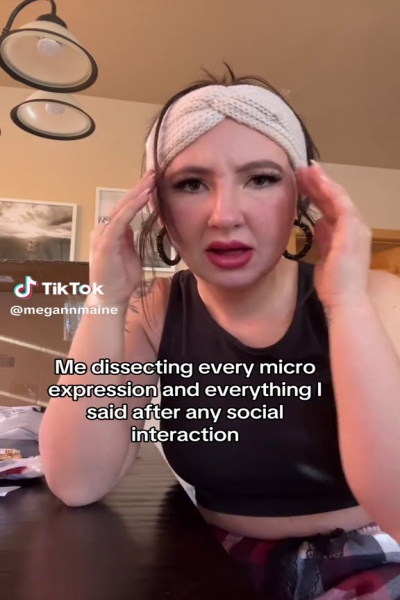 TikTok
@megannmaine
Me dissecting every micro
expression and everything I
said after any social
interaction